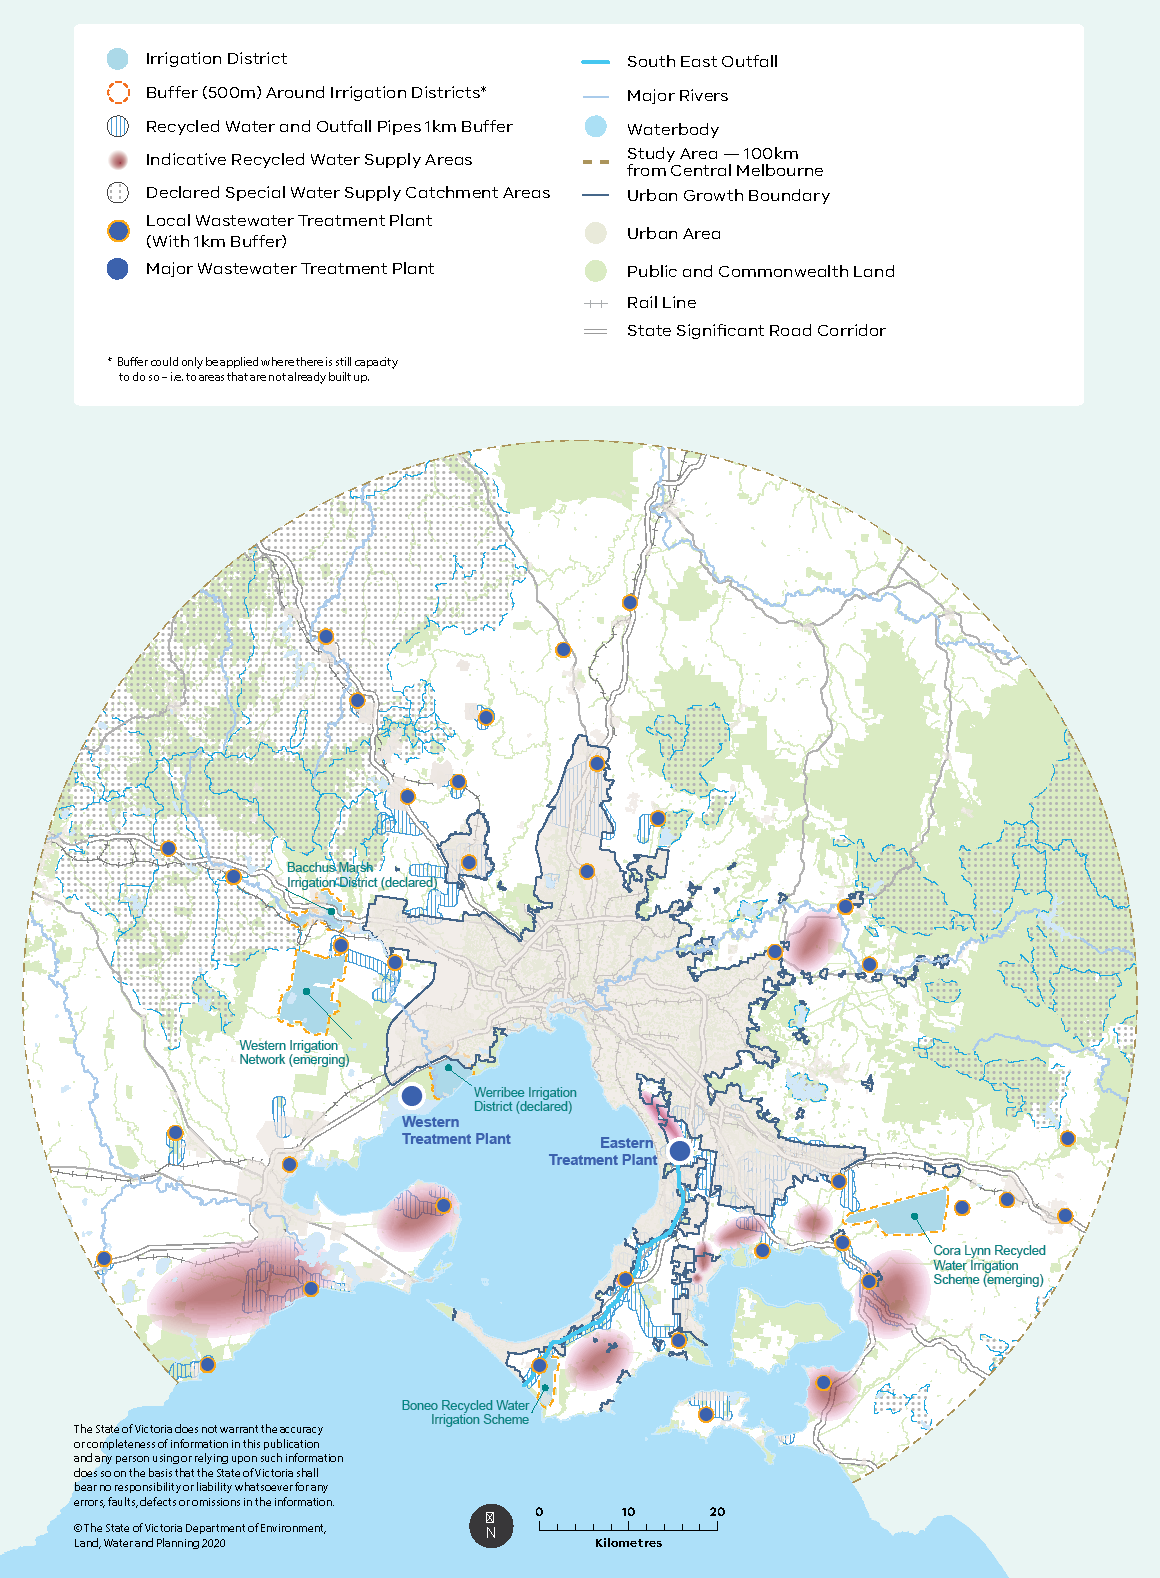 Irrigation District
Buffer (500m) Around Irrigation Districts*
Recycled Water and Outfall Pipes 1km Buffer
Indicative Recycled Water Supply Areas
Declared Special Water Supply Catchment Areas
Local Wastewater Treatment Plant
(With 1km Buffer)
Major Wastewater Treatment Plant
* Buffer could only be applied where there is still capacity
to do so – i.e. to areas that are not already built up.
South East Outfall
Major Rivers
Waterbody
Study Area — 100km
from Central Melbourne
Urban Growth Boundary
Urban Area
Public and Commonwealth Land
Rail Line
State Significant Road Corridor
Bacchus Marsh
Irrigation District (declared)
Western Irrigation
Network (emerging)
Werribee Irrigation
District (declared)
Western
Treatment Plant
Eastern
Treatment Plant
Cora Lynn Recycled
Water Irrigation
Scheme (emerging)
Boneo Recycled Water
Irrigation Scheme
The State of Victoria does not warrant the accuracy
or completeness of information in this publication
and any person using or relying upon such information
does so on the basis that the State of Victoria shall
bear no responsibility or liability whatsoever for any
errors, faults, defects or omissions in the information.
© The State of Victoria Department of Environment,
Land, Water and Planning 2020
N
0 10 20
Kilometres